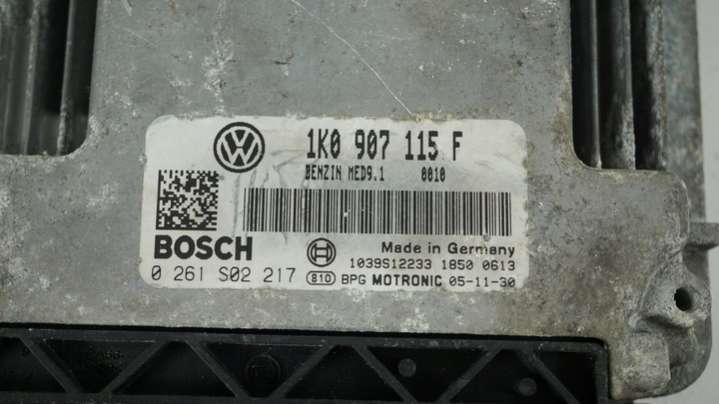 1K0 907 115 F
BENZIN MED9.1 0010
BOSCH
Made in Germany
0 261 S02 217
1039S12233 1850 0613
810 BPG MOTRONIC 05-11-30